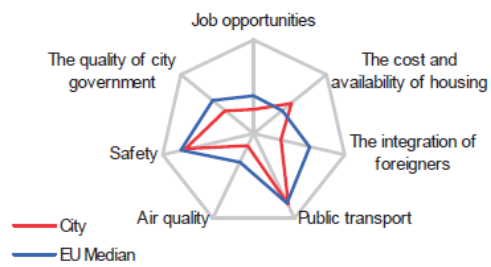 Job opportunities
The quality of city
government
The cost and
availability of housing
The integration of
foreigners
Safety
Air quality
Public transport
City
EU Median